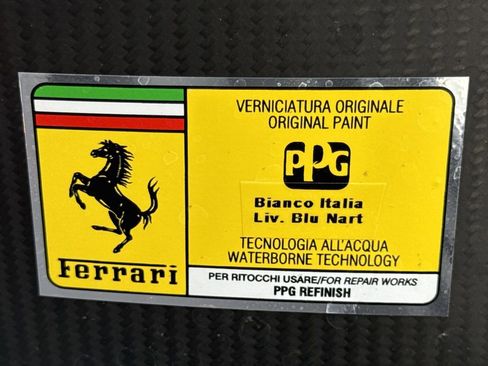 VERNICIATURA ORIGINALE
ORIGINAL PAINT
PPG
Bianco Italia
Liv. Blu Nart
TECNOLOGIA ALL'ACQUA
WATERBORNE TECHNOLOGY
Ferrari
PER RITOCCHI USARE/FOR REPAIR WORKS
PPG REFINISH